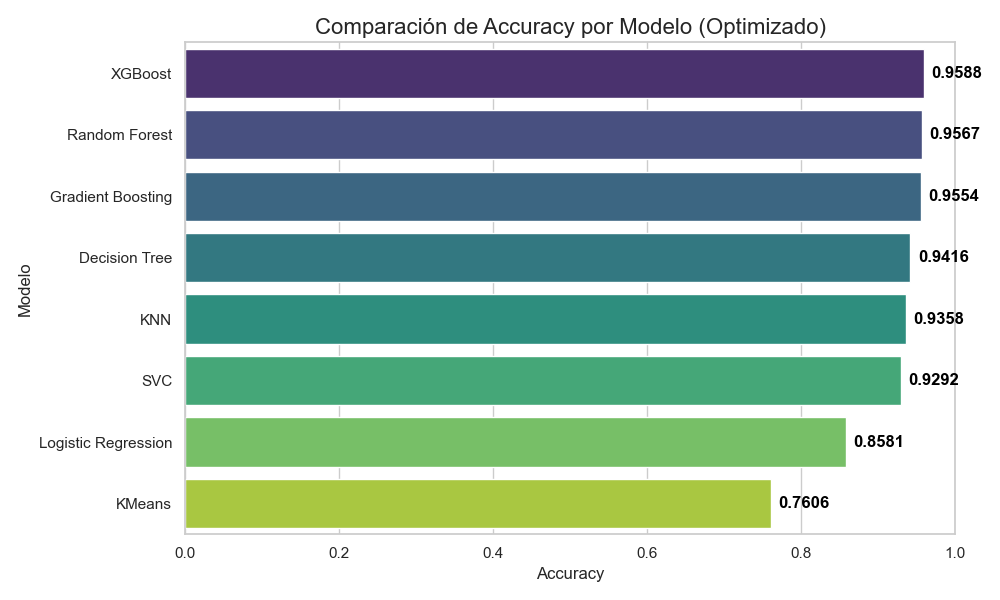 Comparación de Accuracy por Modelo (Optimizado)
Modelo
XGBoost 0.9588
Random Forest 0.9567
Gradient Boosting 0.9554
Decision Tree 0.9416
KNN 0.9358
SVC 0.9292
Logistic Regression 0.8581
KMeans 0.7606
0.0 0.2 0.4 0.6 0.8 1.0
Accuracy